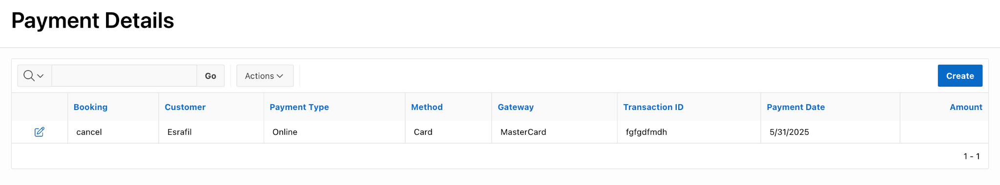 Payment Details
Go Actions Create
Booking Customer Payment Type Method Gateway Transaction ID Payment Date Amount
cancel Esrafil Online Card MasterCard fgfgdfmdh 5/31/2025
1 - 1